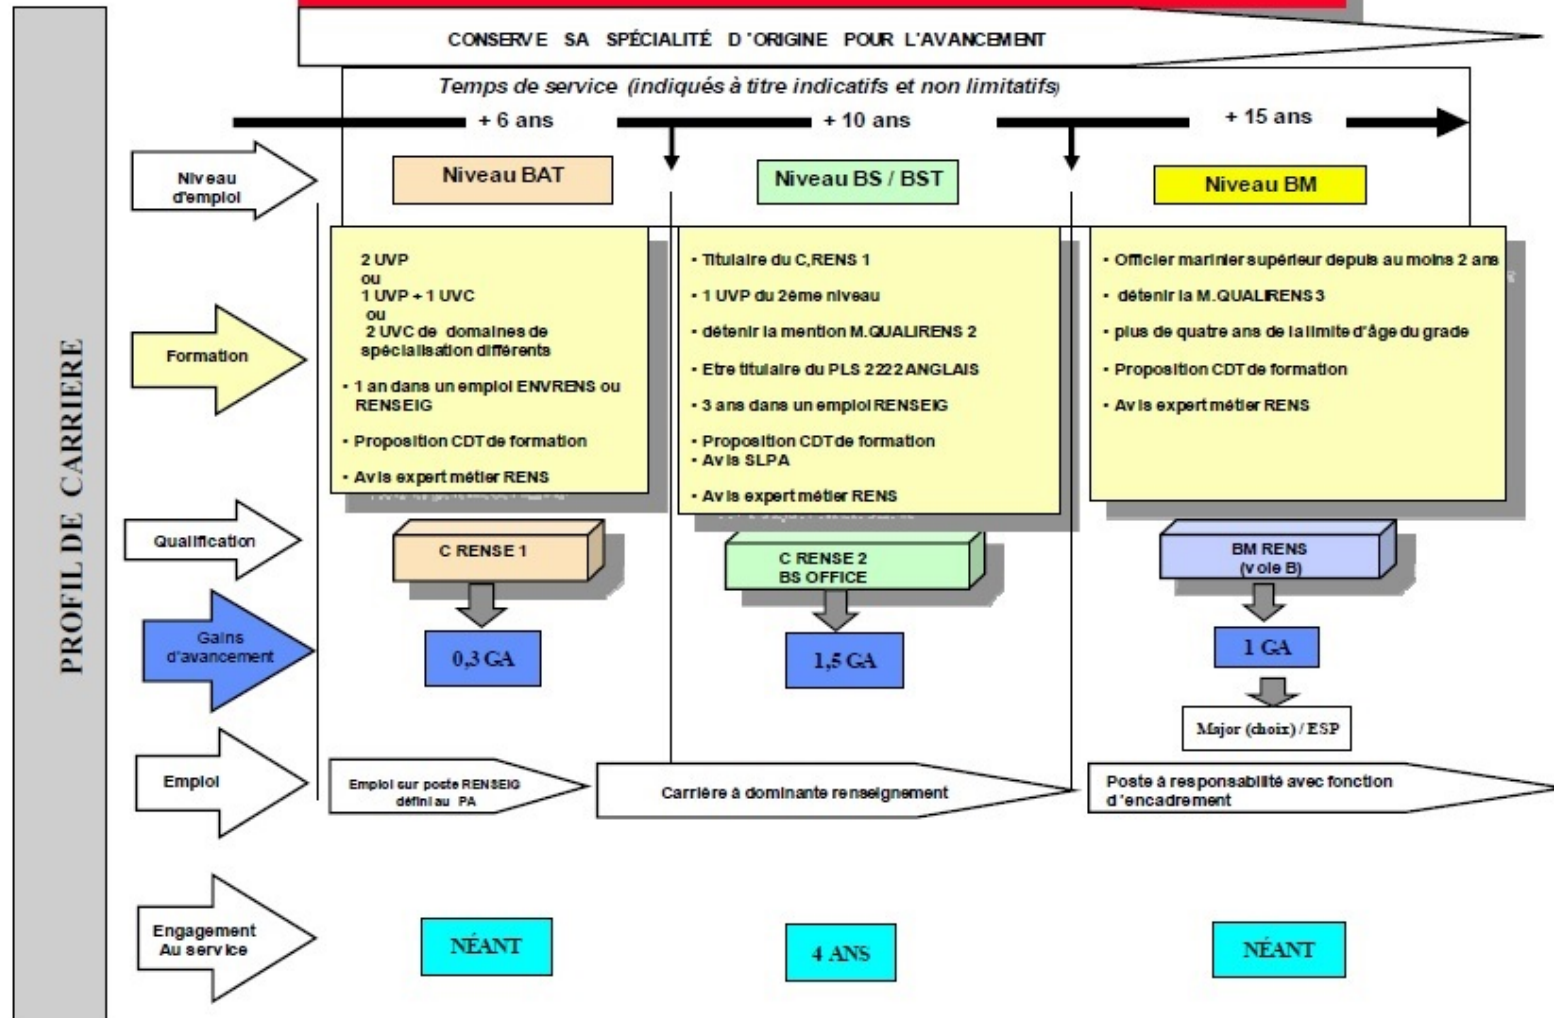 CONSERVE SA SPÉCIALITÉ D'ORIGINE POUR L'AVANCEMENT
Temps de service (indiqués à titre indicatifs et non limitatifs)
+ 6 ans
+ 10 ans
+ 15 ans
PROFIL DE CARRIERE
Niveau
d'emploi
Niveau BAT
Niveau BS / BST
Niveau BM
Formation
2 UVP
ou
1 UVP + 1 UVC
ou
2 UVC de domaines de
spécialisation différents
• 1 an dans un emploi ENVRENS ou
RENSEIG
• Proposition CDT de formation
• Avis expert métier RENS
• Titulaire du C,RENS 1
• 1 UVP du 2ème niveau
• détenir la mention M.QUALIRENS 2
• Etre titulaire du PLS 2222 ANGLAIS
• 3 ans dans un emploi RENSEIG
• Proposition CDT de formation
• Avis SLPA
• Avis expert métier RENS
• Officier marinier supérieur depuis au moins 2 ans
• détenir la M.QUALIRENS 3
• plus de quatre ans de la limite d'âge du grade
• Proposition CDT de formation
• Avis expert métier RENS
Qualification
C RENSE 1
C RENSE 2
BS OFFICE
BM RENS
(voie B)
Gains
d'avancement
0,3 GA
1,5 GA
1 GA
Major (choix) / ESP
Emploi
Emploi sur poste RENSEIG
défini au PA
Carrière à dominante renseignement
Poste à responsabilité avec fonction
d'encadrement
Engagement
Au service
NÉANT
4 ANS
NÉANT